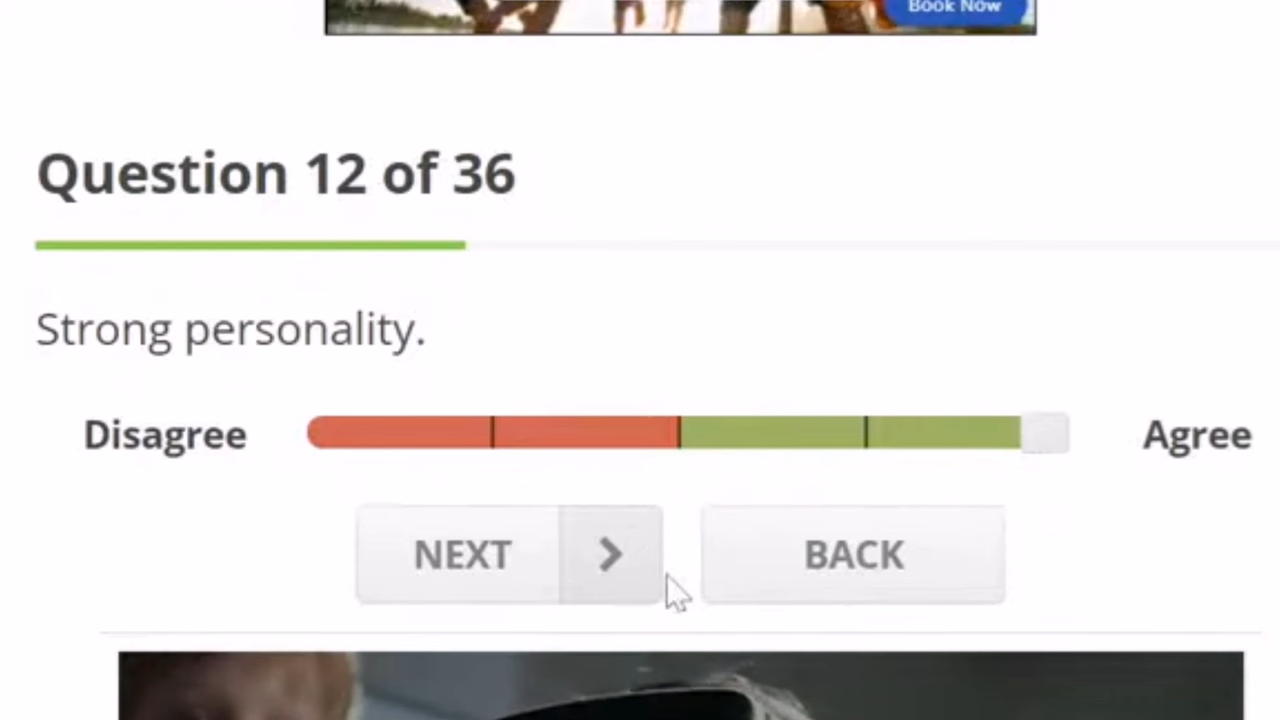 Book Now
Question 12 of 36
Strong personality.
Disagree
Agree
NEXT
BACK